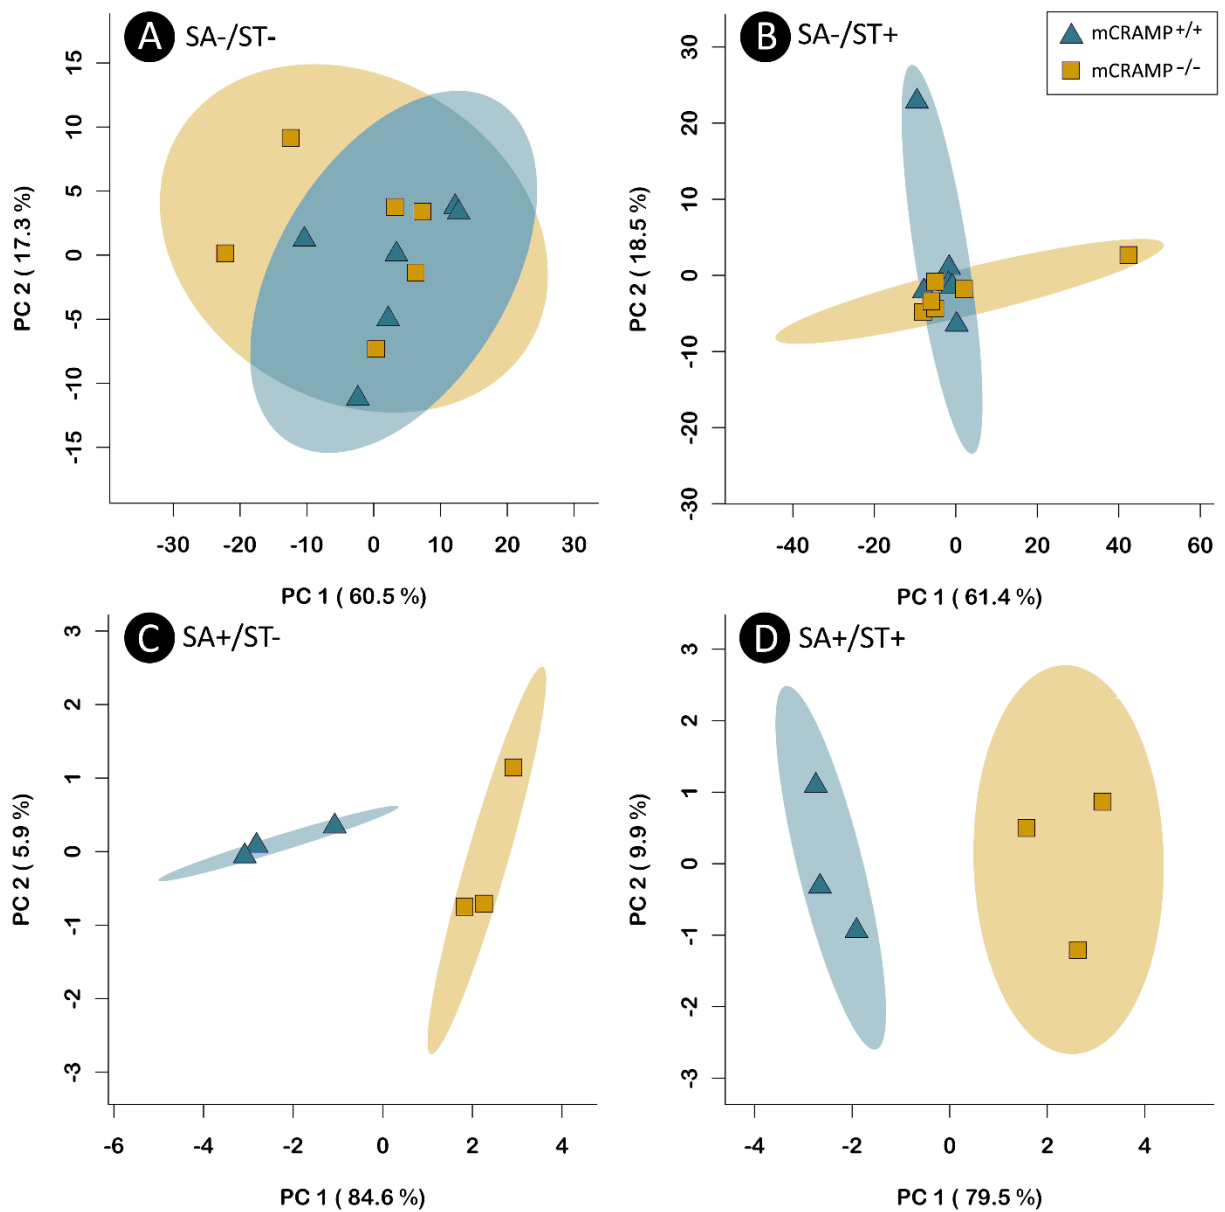 A SA-/ST-
15
10
5
0
-5
-10
-15
PC 2 ( 17.3 %)
-30 -20 -10 0 10 20 30
PC 1 ( 60.5 %)
B SA-/ST+
mCRAMP+/+
mCRAMP-/-
30
20
10
0
-10
-20
-30
PC 2 ( 18.5 %)
-40 -20 0 20 40 60
PC 1 ( 61.4 %)
C SA+/ST-
3
2
1
0
-1
-2
-3
PC 2 ( 5.9 %)
-6 -4 -2 0 2 4
PC 1 ( 84.6 %)
D SA+/ST+
3
2
1
0
-1
-2
-3
PC 2 ( 9.9 %)
-4 -2 0 2 4
PC 1 ( 79.5 %)